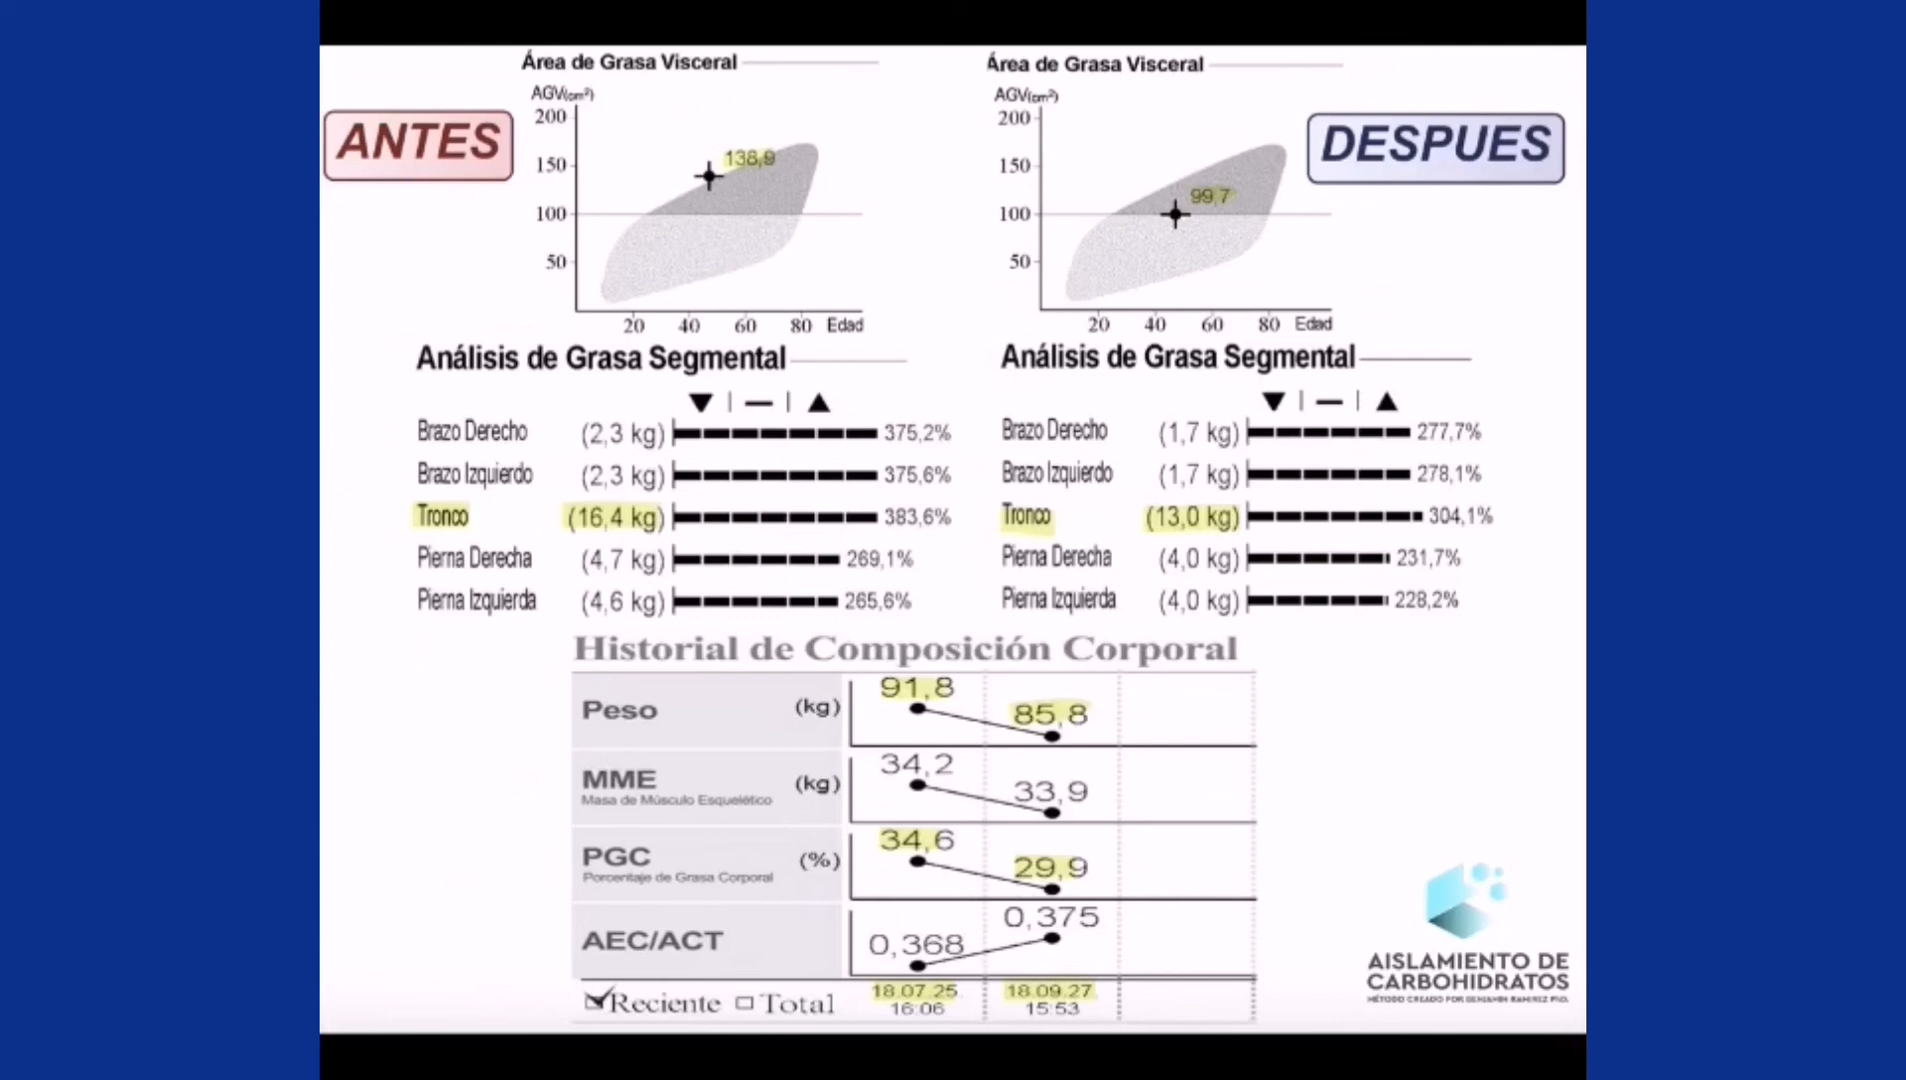 Área de Grasa Visceral
AGV(cm²)
200
150
100
50
138,9
20 40 60 80 Edad
ANTES
Área de Grasa Visceral
AGV(cm²)
200
150
100
50
99,7
20 40 60 80 Edad
DESPUES
Análisis de Grasa Segmental
▼ | — | ▲
Brazo Derecho (2,3 kg) 375,2%
Brazo Izquierdo (2,3 kg) 375,6%
Tronco (16,4 kg) 383,6%
Pierna Derecha (4,7 kg) 269,1%
Pierna Izquierda (4,6 kg) 265,6%
Análisis de Grasa Segmental
▼ | — | ▲
Brazo Derecho (1,7 kg) 277,7%
Brazo Izquierdo (1,7 kg) 278,1%
Tronco (13,0 kg) 304,1%
Pierna Derecha (4,0 kg) 231,7%
Pierna Izquierda (4,0 kg) 228,2%
Historial de Composición Corporal
Peso (kg) 91,8 85,8
MME (kg) 34,2 33,9
Masa de Músculo Esquelético
PGC (%) 34,6 29,9
Porcentaje de Grasa Corporal
AEC/ACT 0,368 0,375
Reciente Total
18.07.25. 18.09.27.
16:06 15:53
AISLAMIENTO DE
CARBOHIDRATOS
MÉTODO CREADO POR BENJAMIN RAMIREZ PHD.